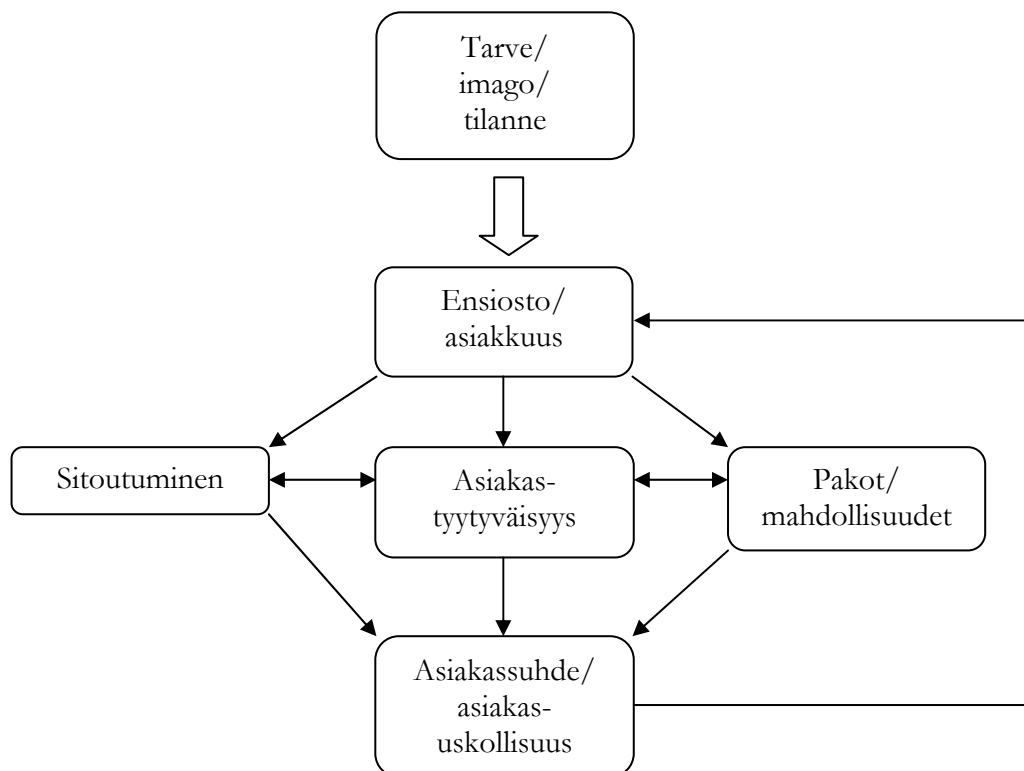 Tarve/
imago/
tilanne
Ensiosto/
asiakkuus
Sitoutuminen
Asiakas-
tyytyväisyys
Pakot/
mahdollisuudet
Asiakassuhde/
asiakas-
uskollisuus